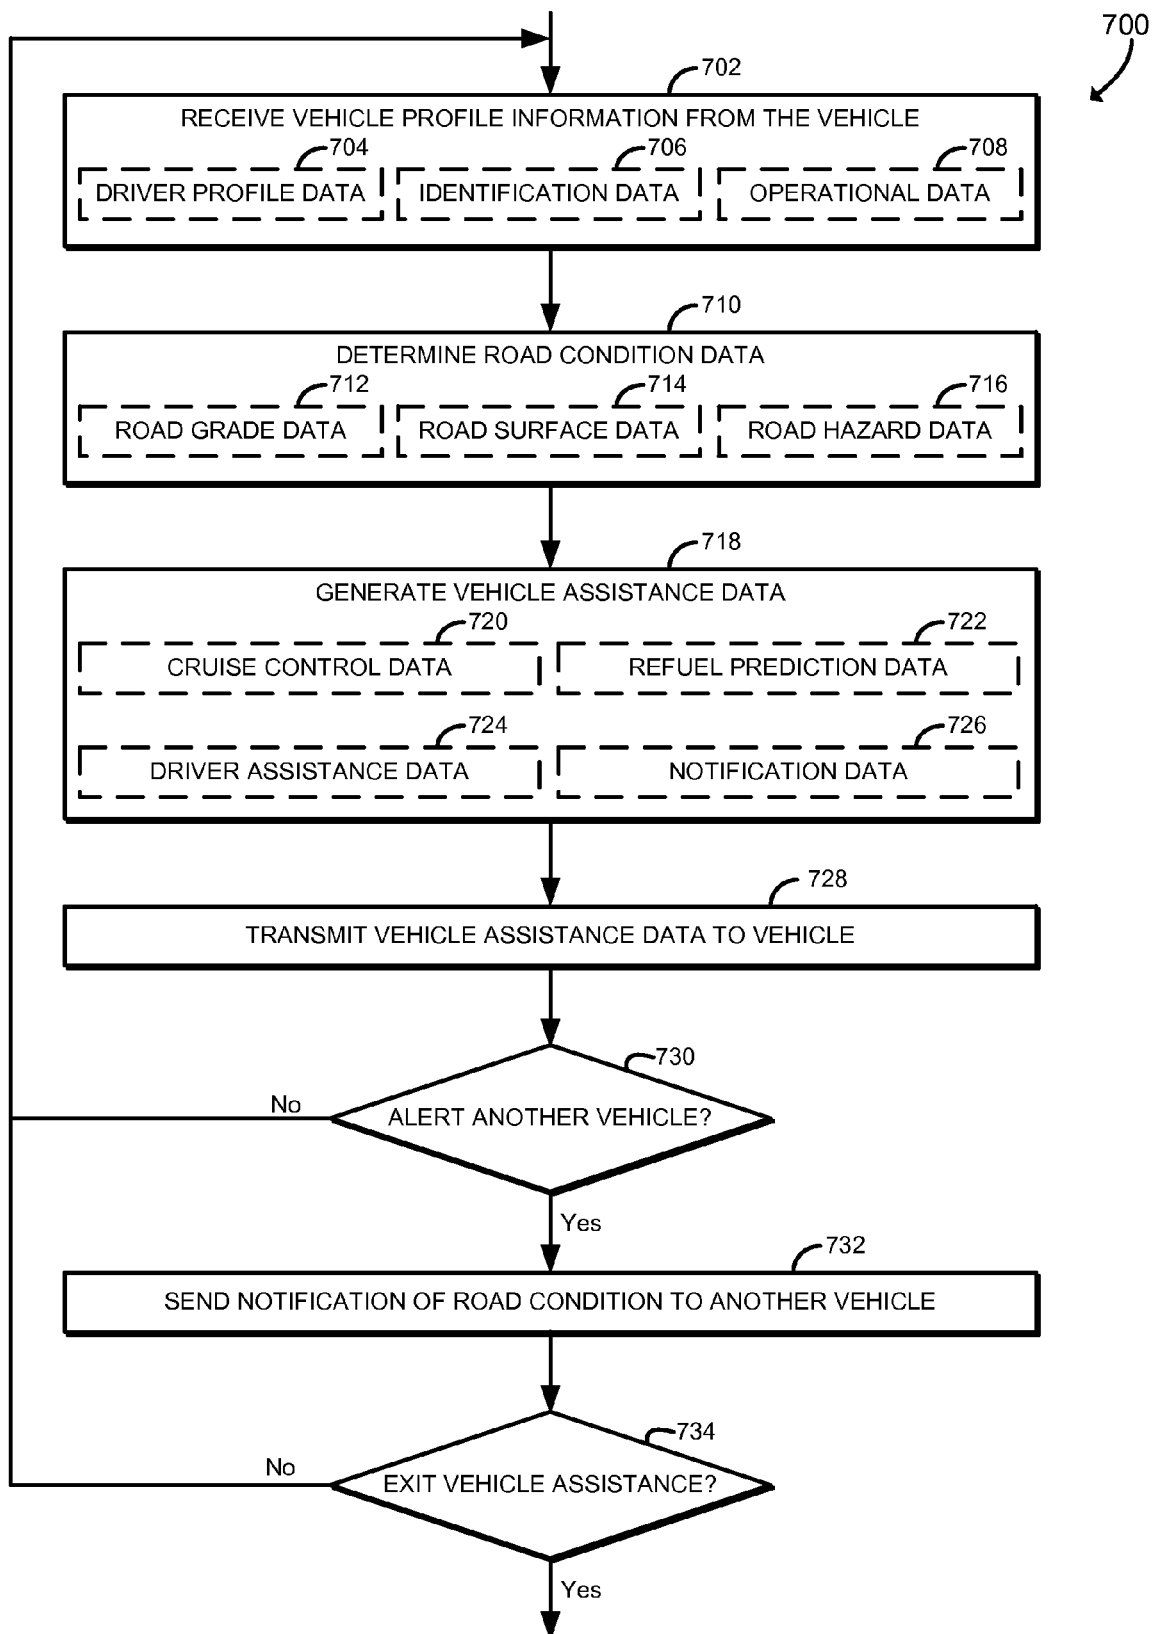 700
702
RECEIVE VEHICLE PROFILE INFORMATION FROM THE VEHICLE
704
706
708
DRIVER PROFILE DATA
IDENTIFICATION DATA
OPERATIONAL DATA
710
DETERMINE ROAD CONDITION DATA
712
714
716
ROAD GRADE DATA
ROAD SURFACE DATA
ROAD HAZARD DATA
718
GENERATE VEHICLE ASSISTANCE DATA
720
722
CRUISE CONTROL DATA
REFUEL PREDICTION DATA
724
726
DRIVER ASSISTANCE DATA
NOTIFICATION DATA
728
TRANSMIT VEHICLE ASSISTANCE DATA TO VEHICLE
730
No
ALERT ANOTHER VEHICLE?
Yes
732
SEND NOTIFICATION OF ROAD CONDITION TO ANOTHER VEHICLE
734
No
EXIT VEHICLE ASSISTANCE?
Yes